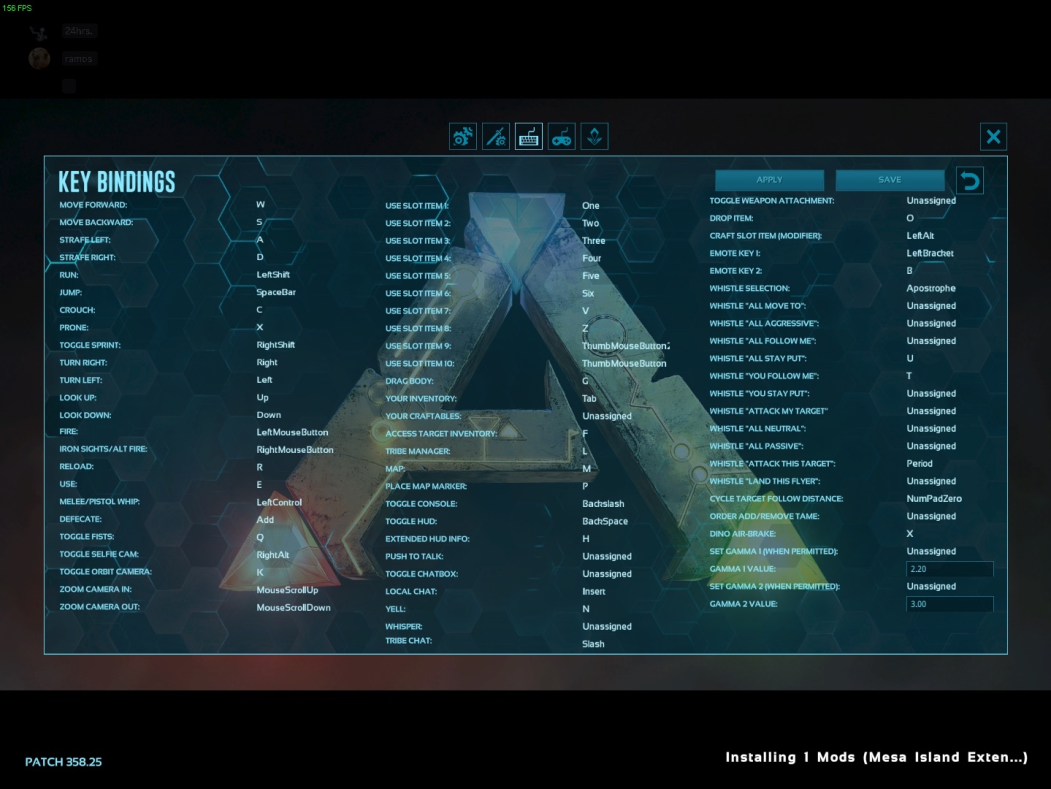 156 FPS
24hrs.
ramos
KEY BINDINGS
APPLY
SAVE
MOVE FORWARD: W
MOVE BACKWARD: S
STRAFE LEFT: A
STRAFE RIGHT: D
RUN: LeftShift
JUMP: SpaceBar
CROUCH: C
PRONE: X
TOGGLE SPRINT: RightShift
TURN RIGHT: Right
TURN LEFT: Left
LOOK UP: Up
LOOK DOWN: Down
FIRE: LeftMouseButton
IRON SIGHTS/ALT FIRE: RightMouseButton
RELOAD: R
USE: E
MELEE/PISTOL WHIP: LeftControl
DEFECATE: Add
TOGGLE FISTS: Q
TOGGLE SELFIE CAM: RightAlt
TOGGLE ORBIT CAMERA: K
ZOOM CAMERA IN: MouseScrollUp
ZOOM CAMERA OUT: MouseScrollDown
USE SLOT ITEM 1: One
USE SLOT ITEM 2: Two
USE SLOT ITEM 3: Three
USE SLOT ITEM 4: Four
USE SLOT ITEM 5: Five
USE SLOT ITEM 6: Six
USE SLOT ITEM 7: V
USE SLOT ITEM 8: Z
USE SLOT ITEM 9: ThumbMouseButton2
USE SLOT ITEM 10: ThumbMouseButton
DRAG BODY: G
YOUR INVENTORY: Tab
YOUR CRAFTABLES: Unassigned
ACCESS TARGET INVENTORY: F
TRIBE MANAGER: L
MAP: M
PLACE MAP MARKER: P
TOGGLE CONSOLE: Backslash
TOGGLE HUD: BackSpace
EXTENDED HUD INFO: H
PUSH TO TALK: Unassigned
TOGGLE CHATBOX: Unassigned
LOCAL CHAT: Insert
YELL: N
WHISPER: Unassigned
TRIBE CHAT: Slash
TOGGLE WEAPON ATTACHMENT: Unassigned
DROP ITEM: O
CRAFT SLOT ITEM (MODIFIER): LeftAlt
EMOTE KEY 1: LeftBracket
EMOTE KEY 2: B
WHISTLE SELECTION: Apostrophe
WHISTLE "ALL MOVE TO": Unassigned
WHISTLE "ALL AGGRESSIVE": Unassigned
WHISTLE "ALL FOLLOW ME": Unassigned
WHISTLE "ALL STAY PUT": U
WHISTLE "YOU FOLLOW ME": T
WHISTLE "YOU STAY PUT": Unassigned
WHISTLE "ATTACK MY TARGET" Unassigned
WHISTLE "ALL NEUTRAL": Unassigned
WHISTLE "ALL PASSIVE": Unassigned
WHISTLE "ATTACK THIS TARGET": Period
WHISTLE "LAND THIS FLYER": Unassigned
CYCLE TARGET FOLLOW DISTANCE: NumPadZero
ORDER ADD/REMOVE TAME: Unassigned
DINO AIR-BRAKE: X
SET GAMMA 1 (WHEN PERMITTED): Unassigned
GAMMA 1 VALUE: 2.20
SET GAMMA 2 (WHEN PERMITTED): Unassigned
GAMMA 2 VALUE: 3.00
PATCH 358.25
Installing 1 Mods (Mesa Island Exten...)